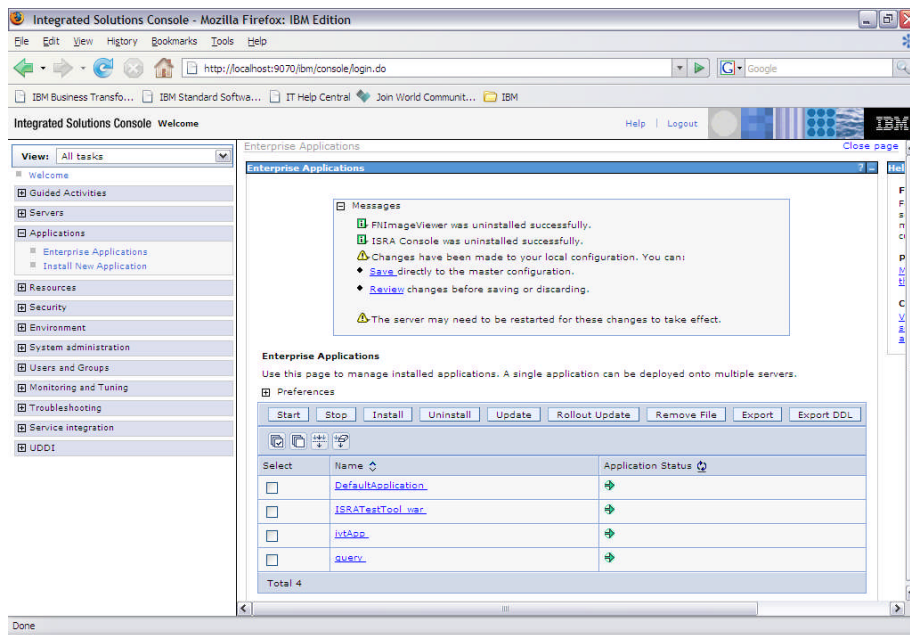 Integrated Solutions Console - Mozilla Firefox: IBM Edition
File Edit View History Bookmarks Tools Help
http://localhost:9070/ibm/console/login.do
Google
IBM Business Transfo... IBM Standard Softwa... IT Help Central Join World Communit... IBM
Integrated Solutions Console Welcome
Help | Logout
IBM
View: All tasks
Welcome
Guided Activities
Servers
Applications
Enterprise Applications
Install New Application
Resources
Security
Environment
System administration
Users and Groups
Monitoring and Tuning
Troubleshooting
Service integration
UDDI
Enterprise Applications
Close page
Enterprise Applications
? -
Hel
Messages
FNImageViewer was uninstalled successfully.
ISRA Console was uninstalled successfully.
Changes have been made to your local configuration. You can:
Save directly to the master configuration.
Review changes before saving or discarding.
The server may need to be restarted for these changes to take effect.
Enterprise Applications
Use this page to manage installed applications. A single application can be deployed onto multiple servers.
Preferences
Start Stop Install Uninstall Update Rollout Update Remove File Export Export DDL
Select Name Application Status
DefaultApplication
ISRATestTool_war
ivtApp
query
Total 4
Done